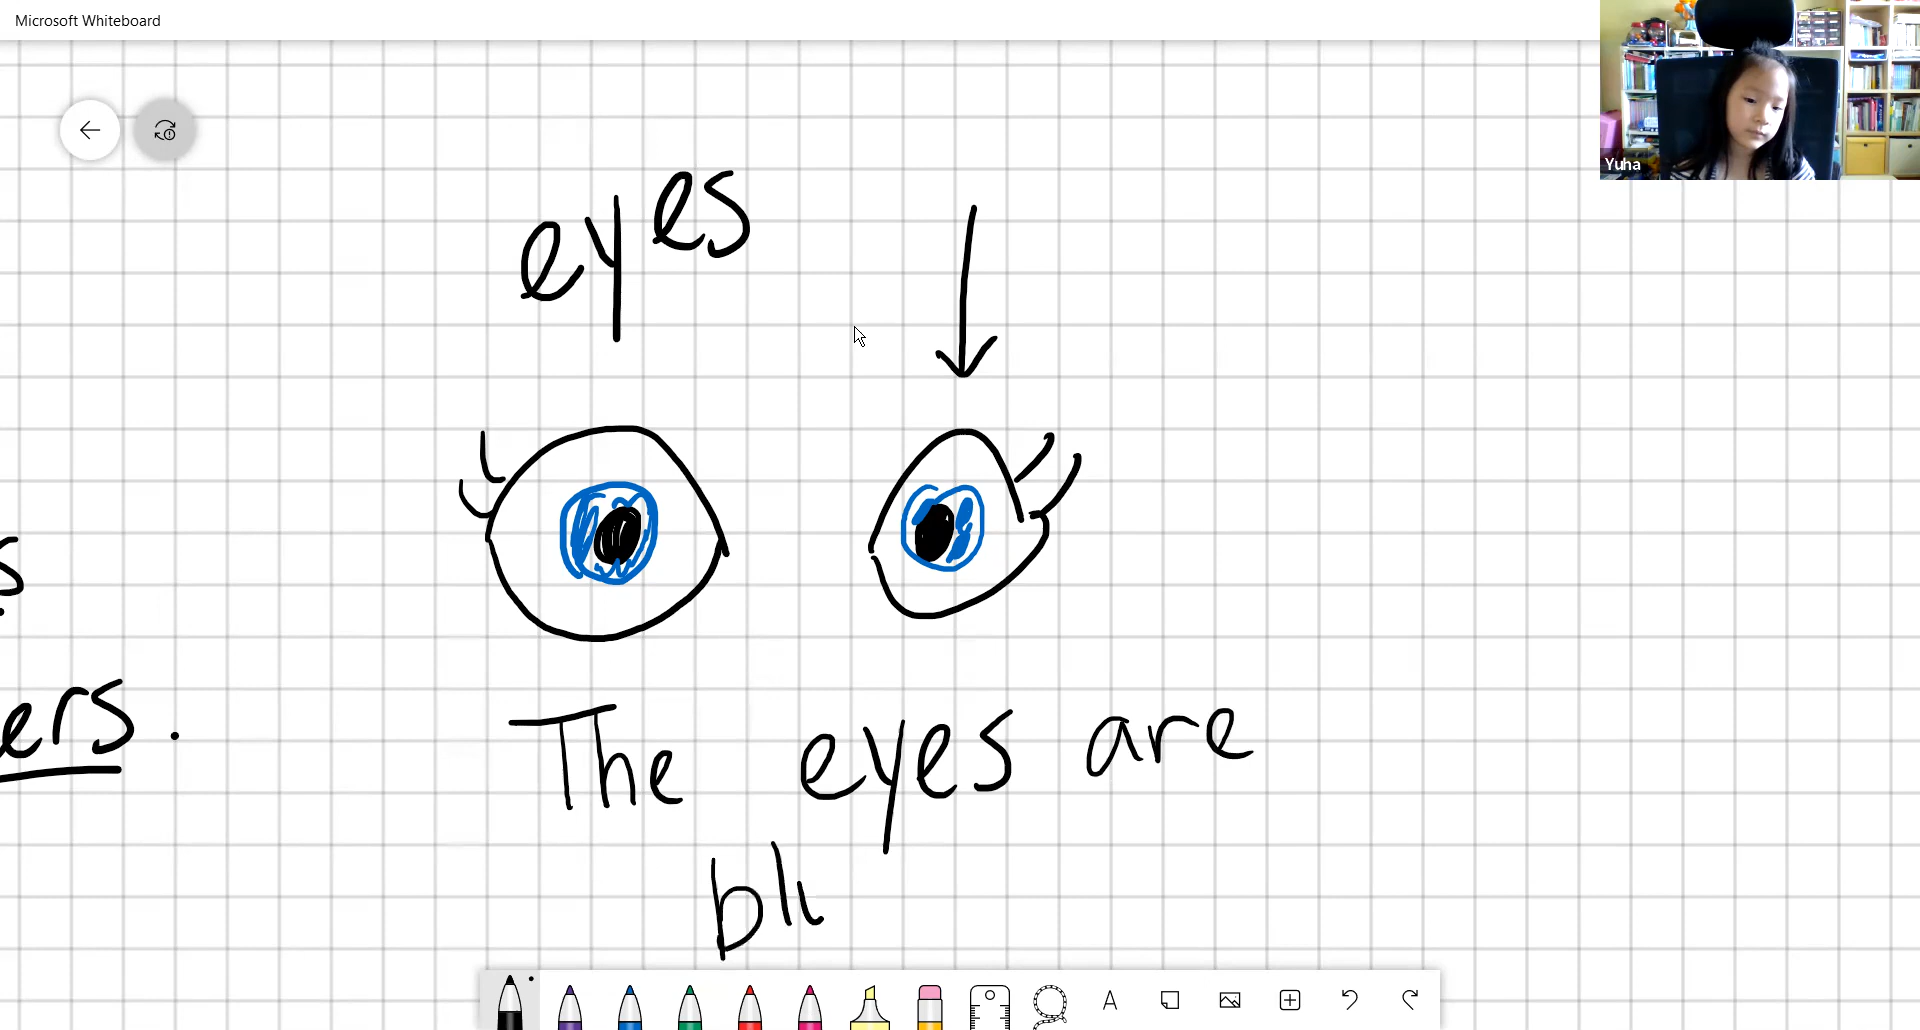 Microsoft Whiteboard
Yuha
eyes
s
ers.
The eyes are
blu